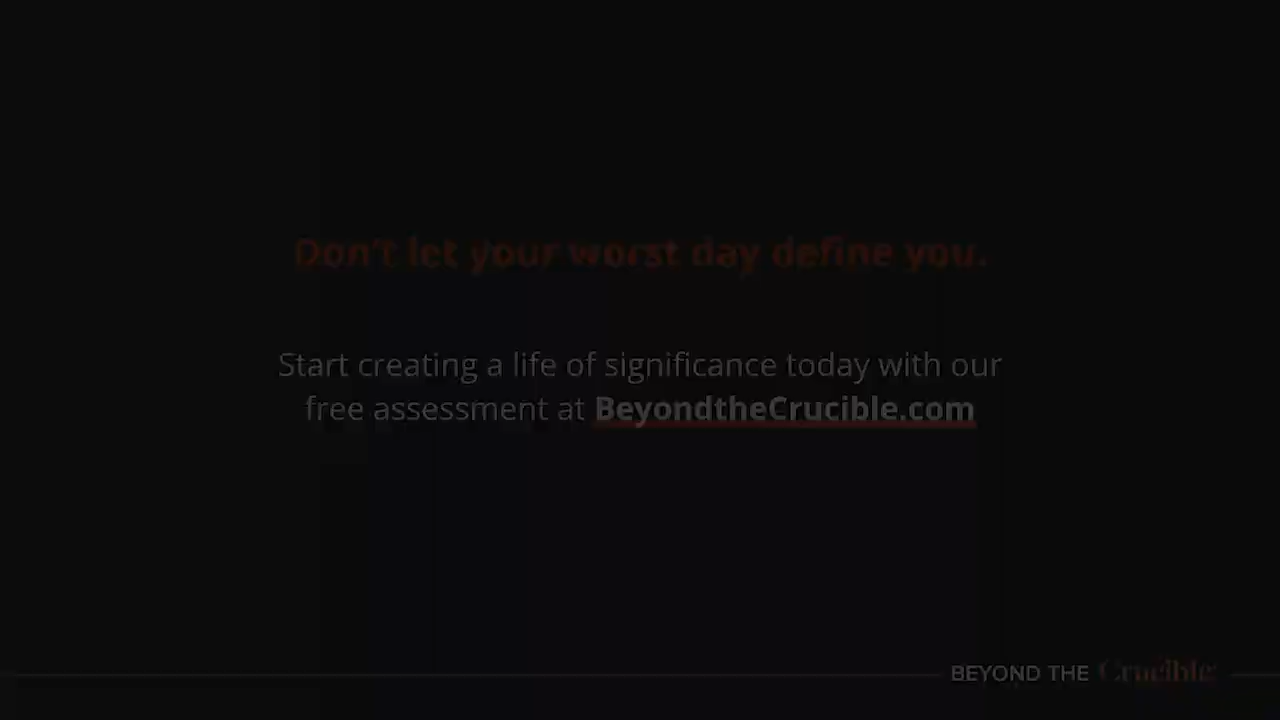 Don't let your worst day define you.
Start creating a life of significance today with our
free assessment at BeyondtheCrucible.com
BEYOND THE Crucible